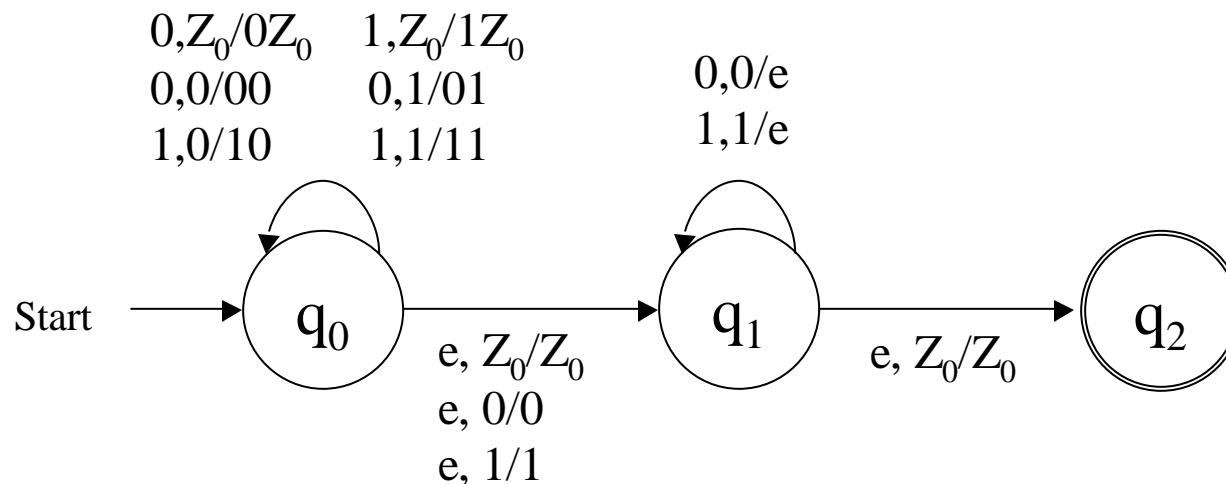 0,Z₀/0Z₀ 1,Z₀/1Z₀
0,0/00 0,1/01
1,0/10 1,1/11
0,0/e
1,1/e
Start q₀ q₁ q₂
e, Z₀/Z₀
e, 0/0
e, 1/1
e, Z₀/Z₀